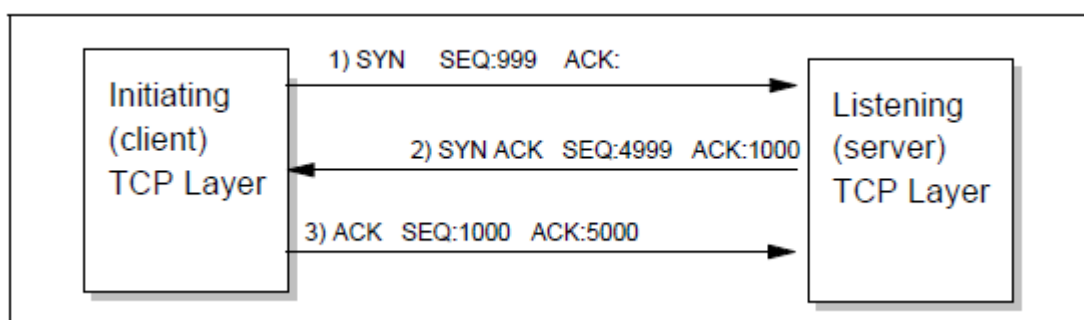 Initiating
(client)
TCP Layer
1) SYN SEQ:999 ACK:
2) SYN ACK SEQ:4999 ACK:1000
3) ACK SEQ:1000 ACK:5000
Listening
(server)
TCP Layer